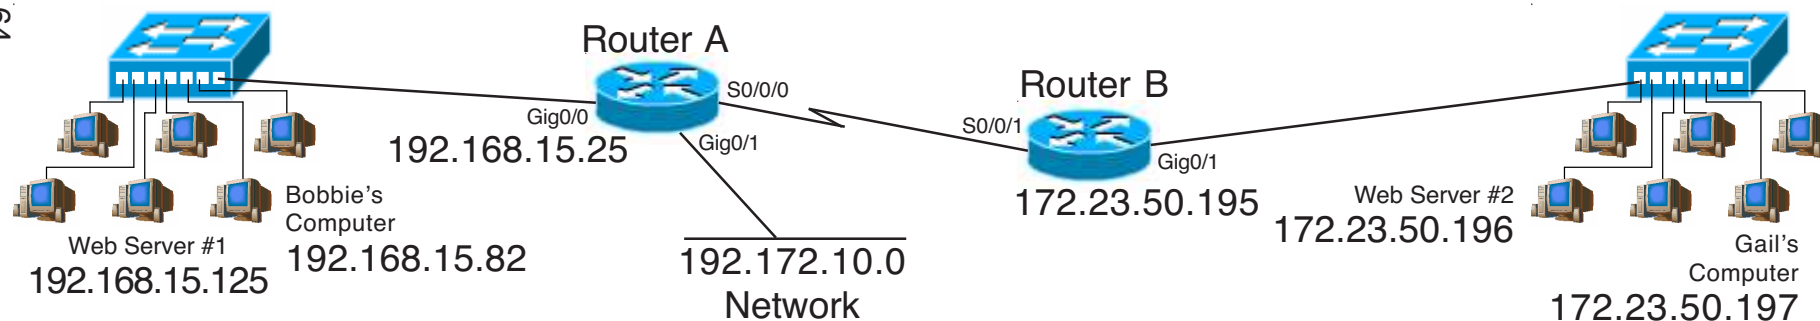 64
Router A
S0/0/0
Gig0/0
192.168.15.25
Gig0/1
Router B
S0/0/1
Gig0/1
172.23.50.195
Bobbie's
Computer
192.168.15.82
Web Server #1
192.168.15.125
192.172.10.0
Network
Web Server #2
172.23.50.196
Gail's
Computer
172.23.50.197